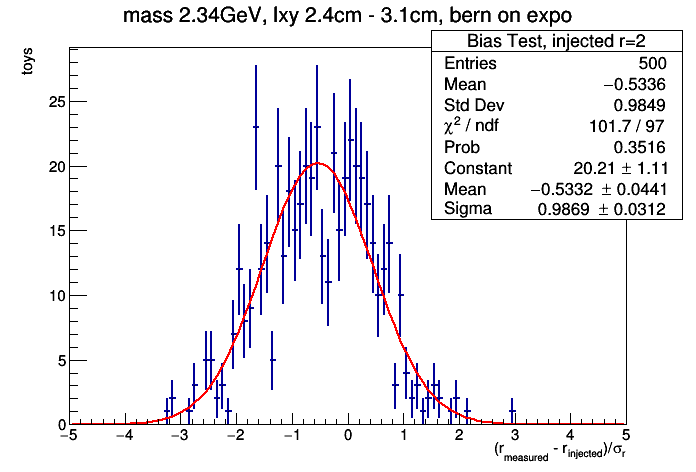 mass 2.34GeV, lxy 2.4cm - 3.1cm, bern on expo
toys
Bias Test, injected r=2
Entries 500
Mean −0.5336
Std Dev 0.9849
χ² / ndf 101.7 / 97
Prob 0.3516
Constant 20.21 ± 1.11
Mean −0.5332 ± 0.0441
Sigma 0.9869 ± 0.0312
25
20
15
10
5
0
−5 −4 −3 −2 −1 0 1 2 3 4 5
(r_measured - r_injected)/σ_r